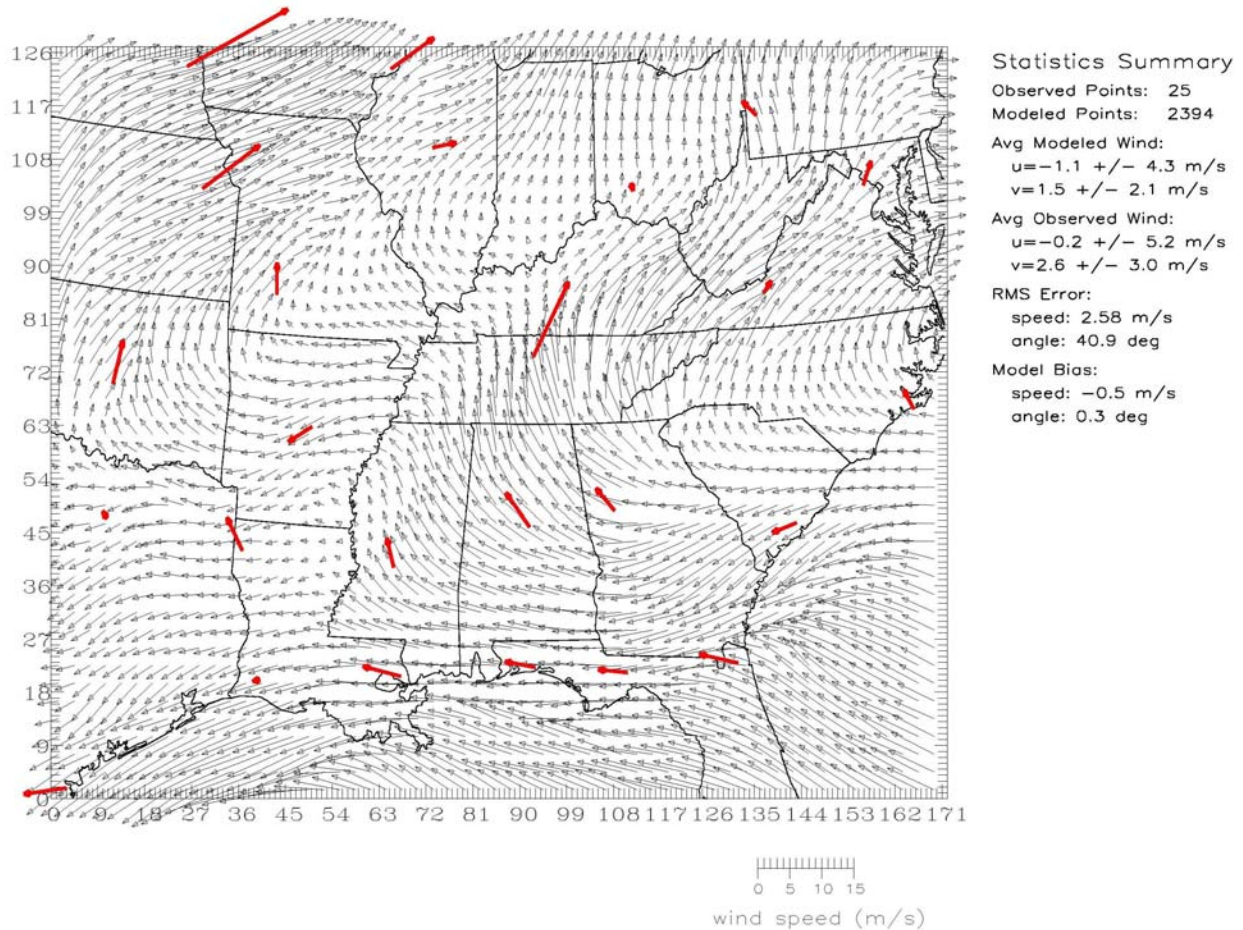 126
117
108
99
90
81
72
63
54
45
36
27
18
9
0
0 9 18 27 36 45 54 63 72 81 90 99 108 117 126 135 144 153 162 171
Statistics Summary
Observed Points: 25
Modeled Points: 2394
Avg Modeled Wind:
u=-1.1 +/- 4.3 m/s
v=1.5 +/- 2.1 m/s
Avg Observed Wind:
u=-0.2 +/- 5.2 m/s
v=2.6 +/- 3.0 m/s
RMS Error:
speed: 2.58 m/s
angle: 40.9 deg
Model Bias:
speed: -0.5 m/s
angle: 0.3 deg
0 5 10 15
wind speed (m/s)